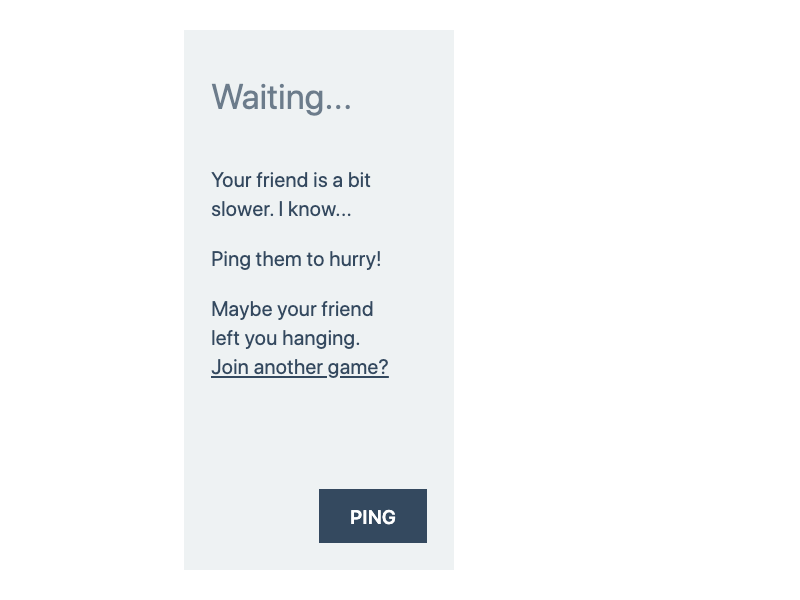 Waiting...
Your friend is a bit
slower. I know...
Ping them to hurry!
Maybe your friend
left you hanging.
Join another game?
PING